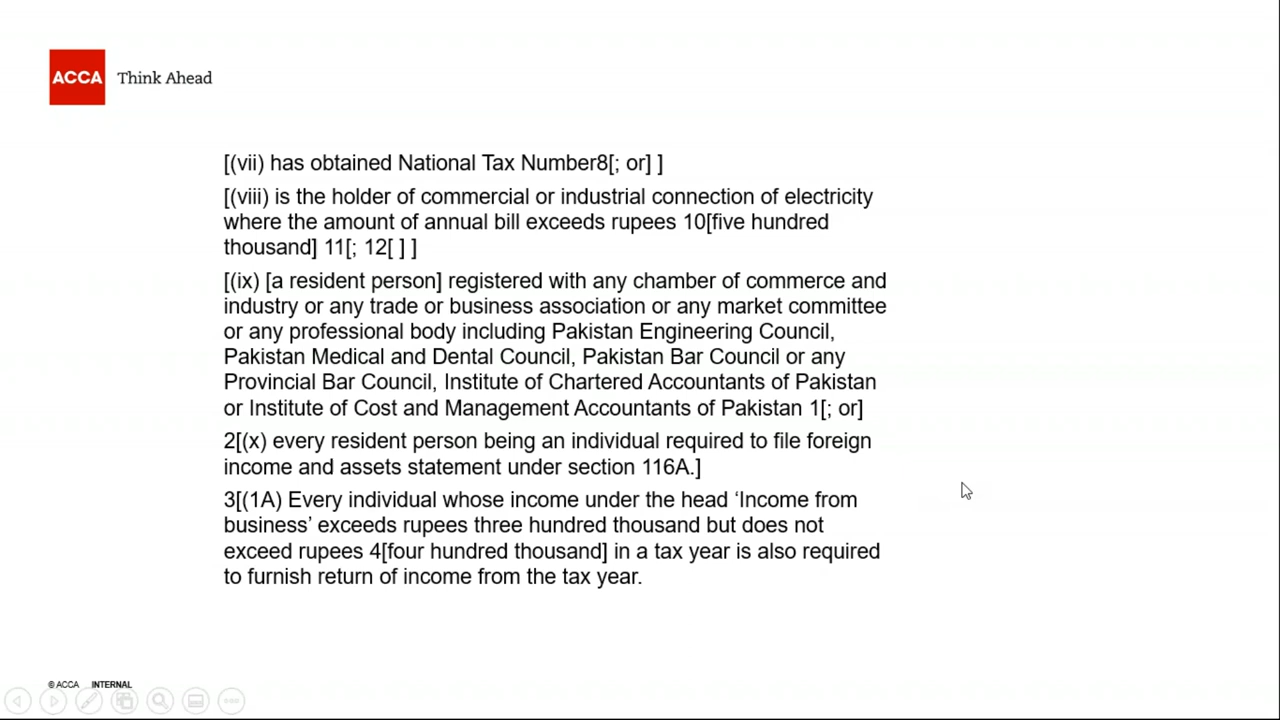 ACCA Think Ahead
[(vii) has obtained National Tax Number8[; or] ]
[(viii) is the holder of commercial or industrial connection of electricity
where the amount of annual bill exceeds rupees 10[five hundred
thousand] 11[; 12[ ] ]
[(ix) [a resident person] registered with any chamber of commerce and
industry or any trade or business association or any market committee
or any professional body including Pakistan Engineering Council,
Pakistan Medical and Dental Council, Pakistan Bar Council or any
Provincial Bar Council, Institute of Chartered Accountants of Pakistan
or Institute of Cost and Management Accountants of Pakistan 1[; or]
2[(x) every resident person being an individual required to file foreign
income and assets statement under section 116A.]
3[(1A) Every individual whose income under the head ‘Income from
business’ exceeds rupees three hundred thousand but does not
exceed rupees 4[four hundred thousand] in a tax year is also required
to furnish return of income from the tax year.
© ACCA INTERNAL